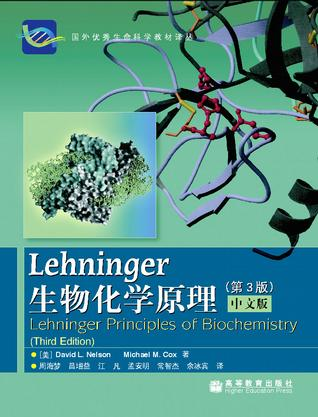 国外优秀生命科学教材译丛
Lehninger
生物化学原理
(第3版)
中文版
Lehninger Principles of Biochemistry
(Third Edition)
[美] David L. Nelson Michael M. Cox 著
周海梦 昌增益 江凡 孟安明 常智杰 余冰宾 译
高等教育出版社
HIGHER EDUCATION PRESS